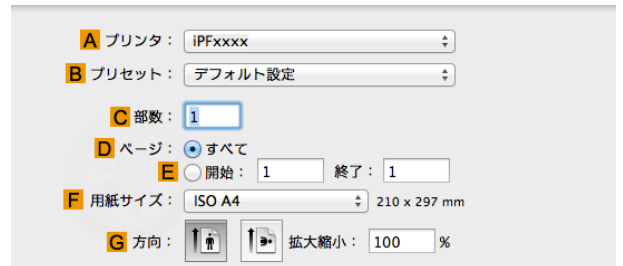 A プリンタ： iPFxxxx
B プリセット： デフォルト設定
C 部数： 1
D ページ： すべて
E 開始： 1 終了： 1
F 用紙サイズ： ISO A4 210 x 297 mm
G 方向： 拡大縮小： 100 %